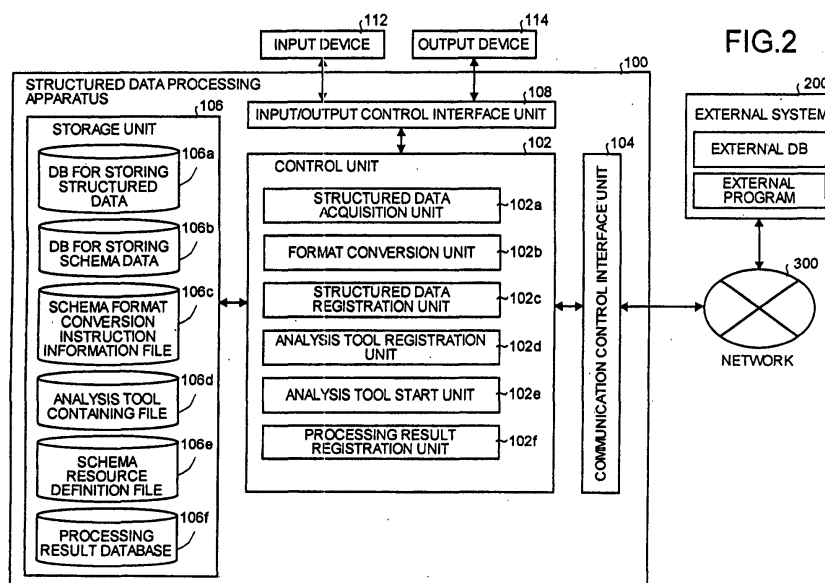 112
114
INPUT DEVICE
OUTPUT DEVICE
FIG.2
100
STRUCTURED DATA PROCESSING
APPARATUS
108
INPUT/OUTPUT CONTROL INTERFACE UNIT
106
STORAGE UNIT
106a
DB FOR STORING
STRUCTURED
DATA
106b
DB FOR STORING
SCHEMA DATA
106c
SCHEMA FORMAT
CONVERSION
INSTRUCTION
INFORMATION FILE
106d
ANALYSIS TOOL
CONTAINING FILE
106e
SCHEMA
RESOURCE
DEFINITION FILE
106f
PROCESSING
RESULT DATABASE
102
CONTROL UNIT
STRUCTURED DATA
ACQUISITION UNIT
102a
FORMAT CONVERSION UNIT
102b
STRUCTURED DATA
REGISTRATION UNIT
102c
ANALYSIS TOOL REGISTRATION
UNIT
102d
ANALYSIS TOOL START UNIT
102e
PROCESSING RESULT
REGISTRATION UNIT
102f
104
COMMUNICATION CONTROL INTERFACE UNIT
200
EXTERNAL SYSTEM
EXTERNAL DB
EXTERNAL
PROGRAM
300
NETWORK